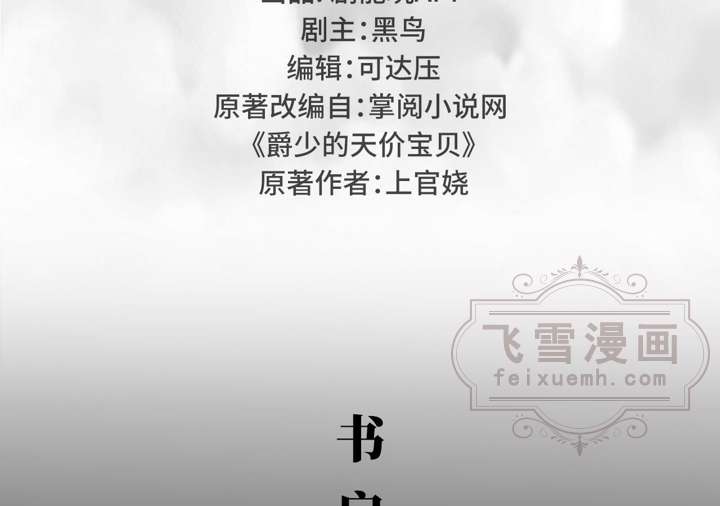 剧主：黑鸟
编辑：可达压
原著改编自：掌阅小说网
《爵少的天价宝贝》
原著作者：上官娆
飞雪漫画
feixuemh.com
书